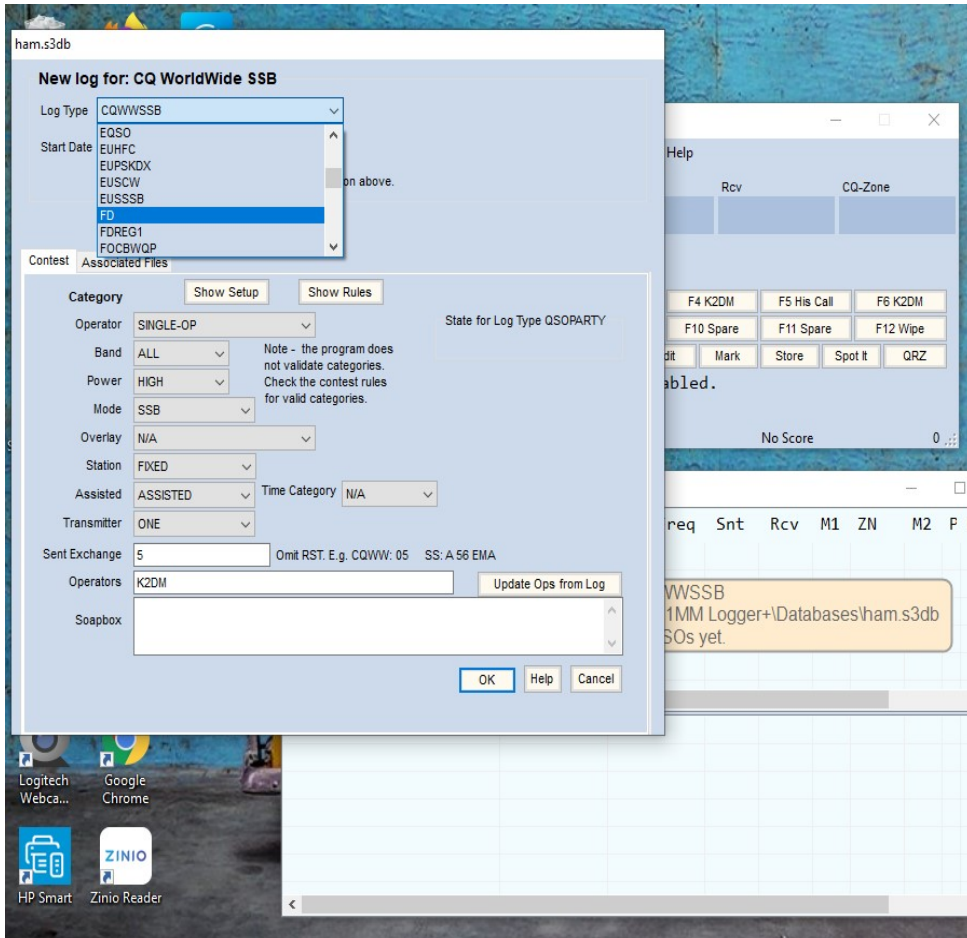 ham.s3db
New log for: CQ WorldWide SSB
Log Type CQWWSSB
EQSO
EUHFC
EUPSKDX
EUSCW
EUSSSB
FD
FDREG1
FOCBWQP
Start Date
on above.
Contest Associated Files
Category Show Setup Show Rules
Operator SINGLE-OP
State for Log Type QSOPARTY
Band ALL
Note - the program does
not validate categories.
Check the contest rules
for valid categories.
Power HIGH
Mode SSB
Overlay N/A
Station FIXED
Assisted ASSISTED Time Category N/A
Transmitter ONE
Sent Exchange 5 Omit RST. E.g. CQWW: 05 SS: A 56 EMA
Operators K2DM Update Ops from Log
Soapbox
OK Help Cancel
Help
Rcv CQ-Zone
F4 K2DM F5 His Call F6 K2DM
F10 Spare F11 Spare F12 Wipe
dit Mark Store Spot It QRZ
abled.
No Score 0
req Snt Rcv M1 ZN M2 P
WWSSB
1MM Logger+\Databases\ham.s3db
SOs yet.
Logitech
Webca...
Google
Chrome
ZINIO
HP Smart Zinio Reader